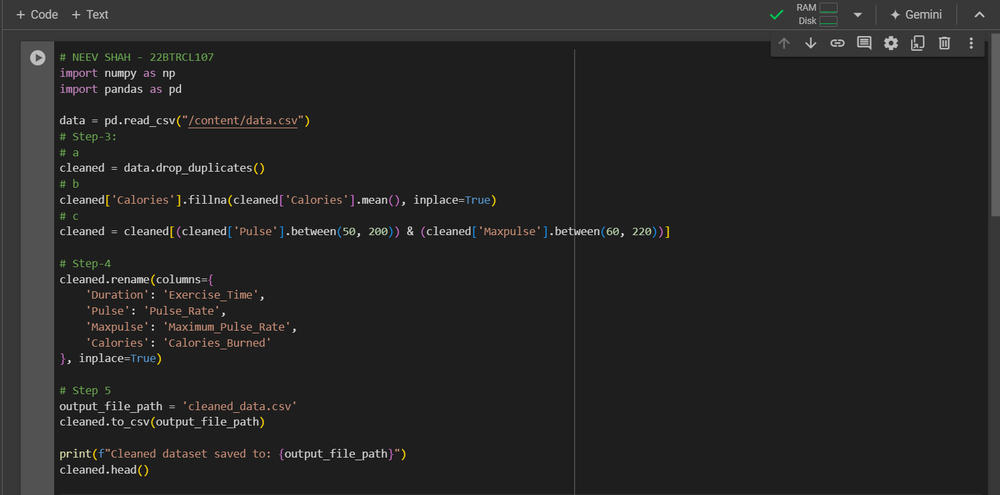 + Code + Text
RAM
Disk
Gemini
# NEEV SHAH - 22BTRCL107
import numpy as np
import pandas as pd

data = pd.read_csv("/content/data.csv")
# Step-3:
# a
cleaned = data.drop_duplicates()
# b
cleaned['Calories'].fillna(cleaned['Calories'].mean(), inplace=True)
# c
cleaned = cleaned[(cleaned['Pulse'].between(50, 200)) & (cleaned['Maxpulse'].between(60, 220))]

# Step-4
cleaned.rename(columns={
    'Duration': 'Exercise_Time',
    'Pulse': 'Pulse_Rate',
    'Maxpulse': 'Maximum_Pulse_Rate',
    'Calories': 'Calories_Burned'
}, inplace=True)

# Step 5
output_file_path = 'cleaned_data.csv'
cleaned.to_csv(output_file_path)

print(f"Cleaned dataset saved to: {output_file_path}")
cleaned.head()